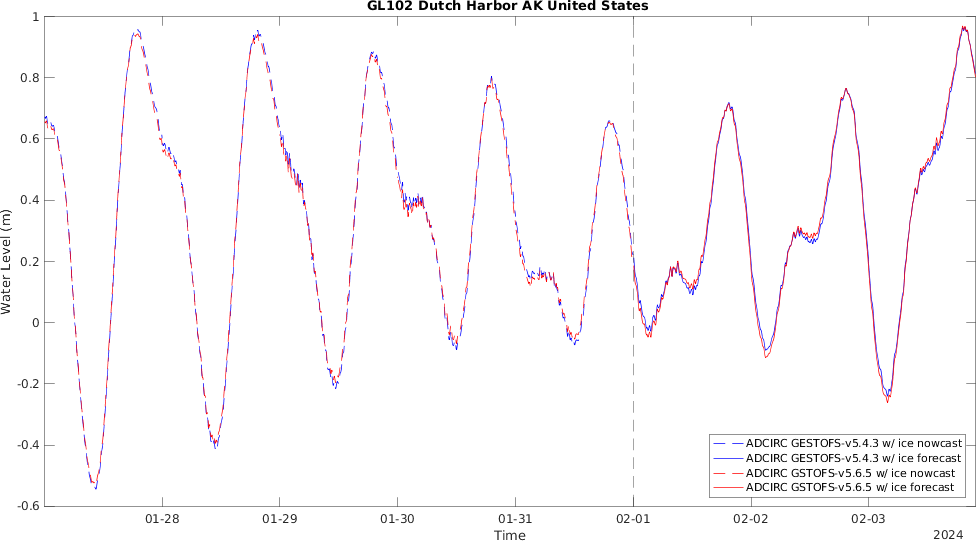 GL102 Dutch Harbor AK United States
1
0.8
0.6
0.4
0.2
0
-0.2
-0.4
-0.6
Water Level (m)
ADCIRC GESTOFS-v5.4.3 w/ ice nowcast
ADCIRC GESTOFS-v5.4.3 w/ ice forecast
ADCIRC GSTOFS-v5.6.5 w/ ice nowcast
ADCIRC GSTOFS-v5.6.5 w/ ice forecast
01-28 01-29 01-30 01-31 02-01 02-02 02-03
Time
2024